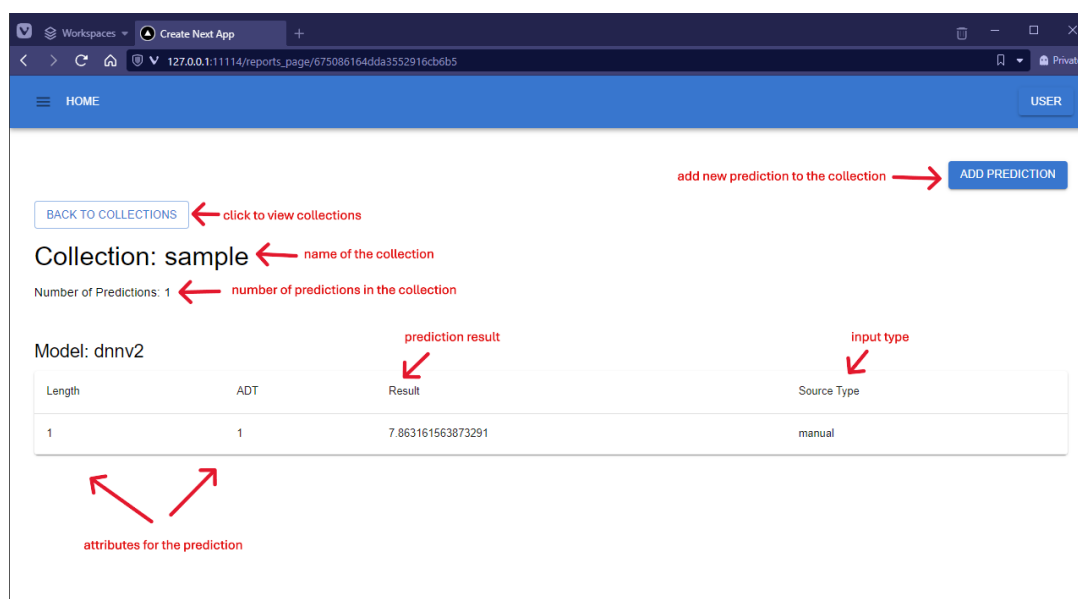 Workspaces
Create Next App
127.0.0.1:11114/reports_page/675086164dda3552916cb6b5
Private
HOME
USER
add new prediction to the collection
ADD PREDICTION
BACK TO COLLECTIONS
click to view collections
Collection: sample
name of the collection
Number of Predictions: 1
number of predictions in the collection
prediction result
input type
Model: dnnv2
Length ADT Result Source Type
1 1 7.863161563873291 manual
attributes for the prediction